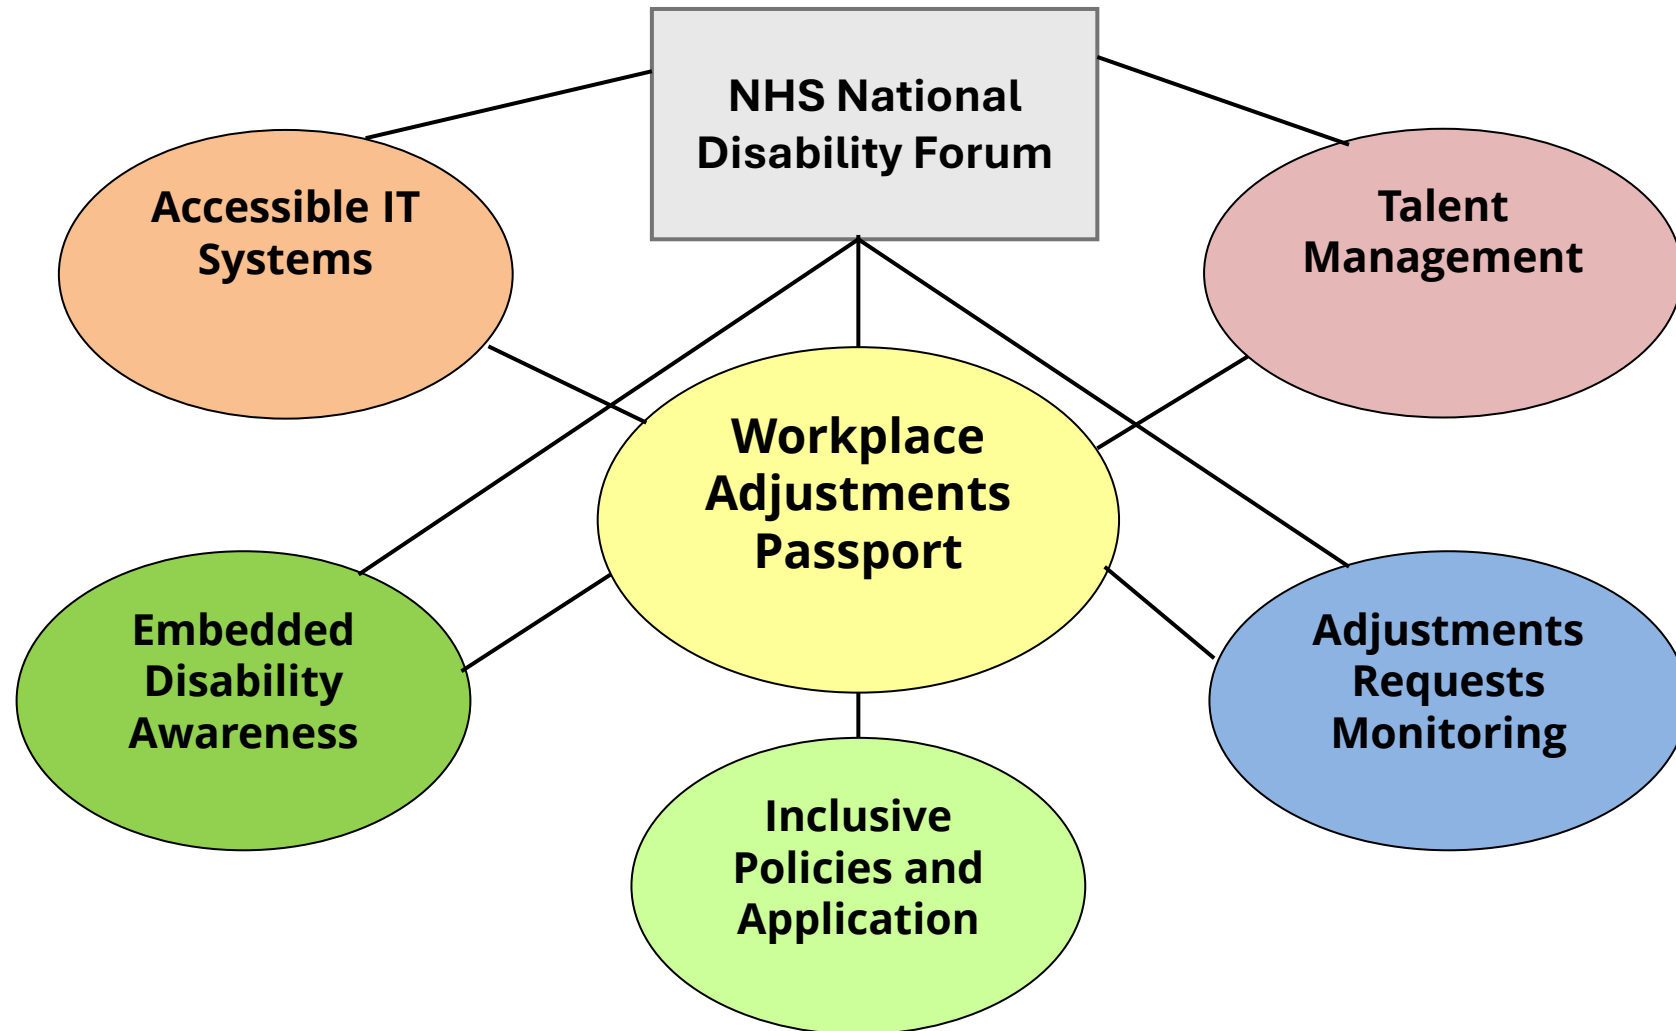 NHS National
Disability Forum
Accessible IT
Systems
Talent
Management
Workplace
Adjustments
Passport
Embedded
Disability
Awareness
Adjustments
Requests
Monitoring
Inclusive
Policies and
Application